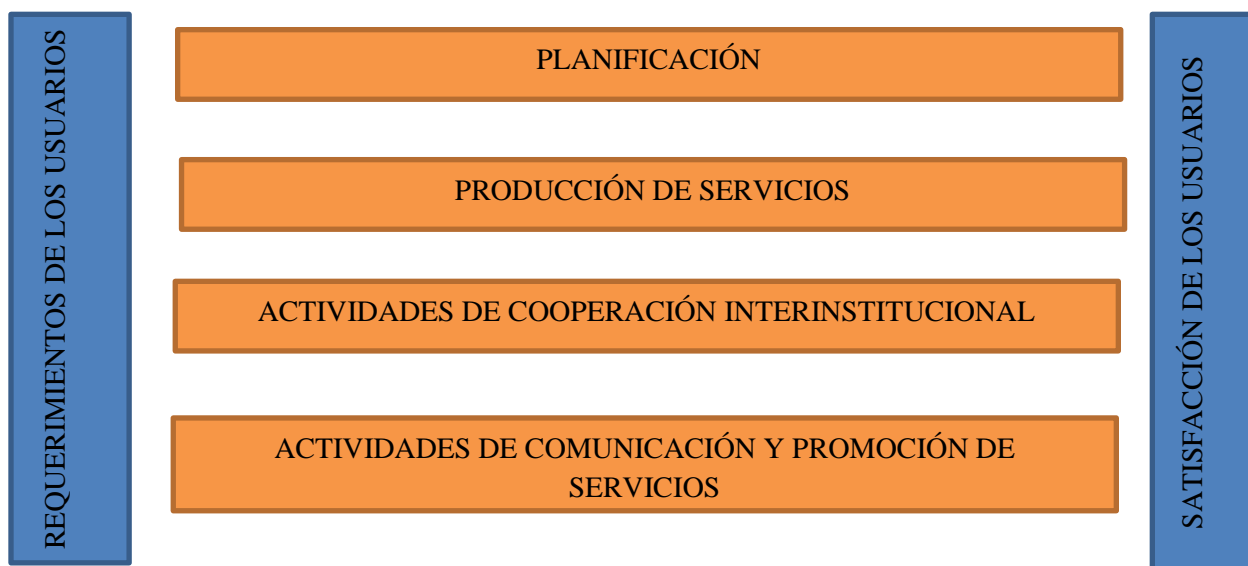 REQUERIMIENTOS DE LOS USUARIOS
PLANIFICACIÓN
PRODUCCIÓN DE SERVICIOS
ACTIVIDADES DE COOPERACIÓN INTERINSTITUCIONAL
ACTIVIDADES DE COMUNICACIÓN Y PROMOCIÓN DE
SERVICIOS
SATISFACCIÓN DE LOS USUARIOS